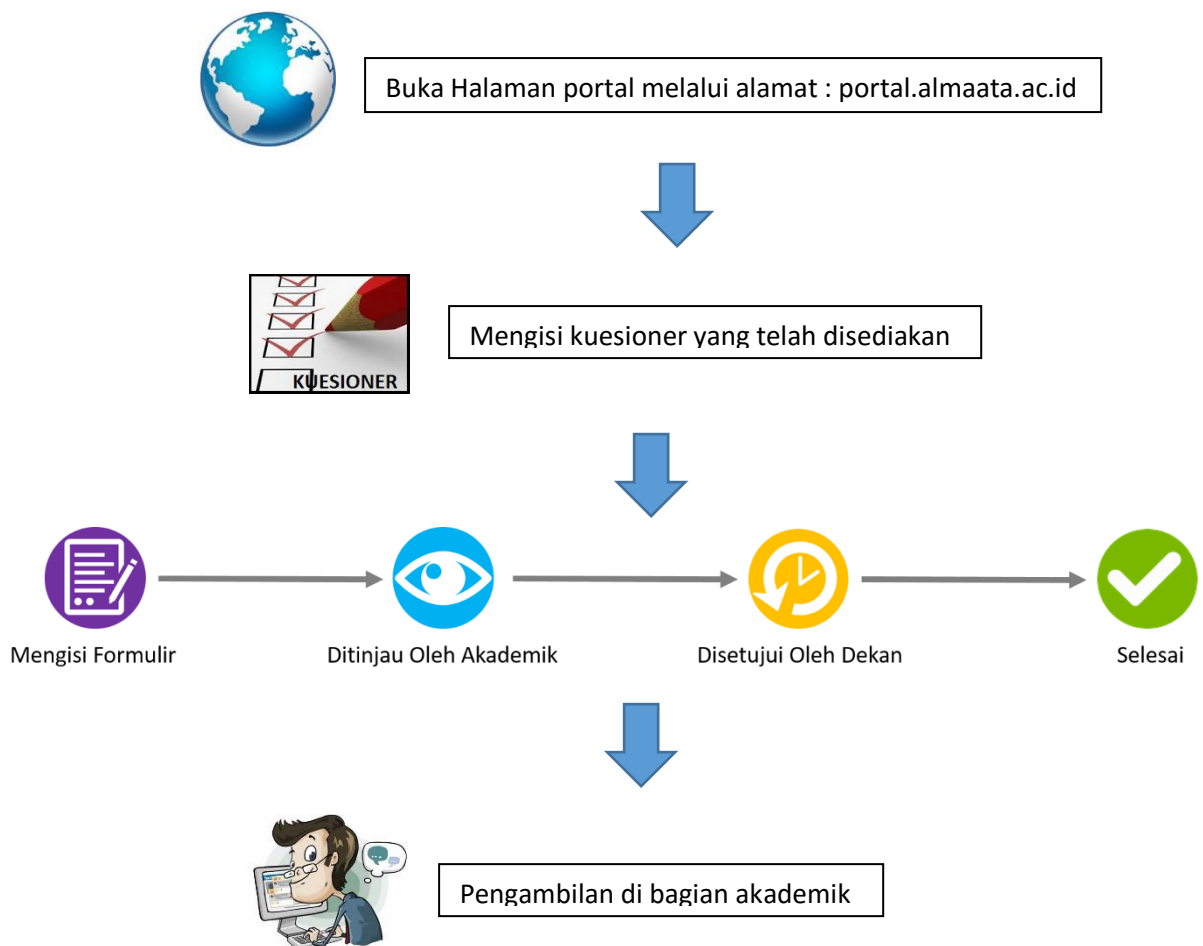 Buka Halaman portal melalui alamat : portal.almaata.ac.id
KUESIONER
Mengisi kuesioner yang telah disediakan
Mengisi Formulir
Ditinjau Oleh Akademik
Disetujui Oleh Dekan
Selesai
Pengambilan di bagian akademik